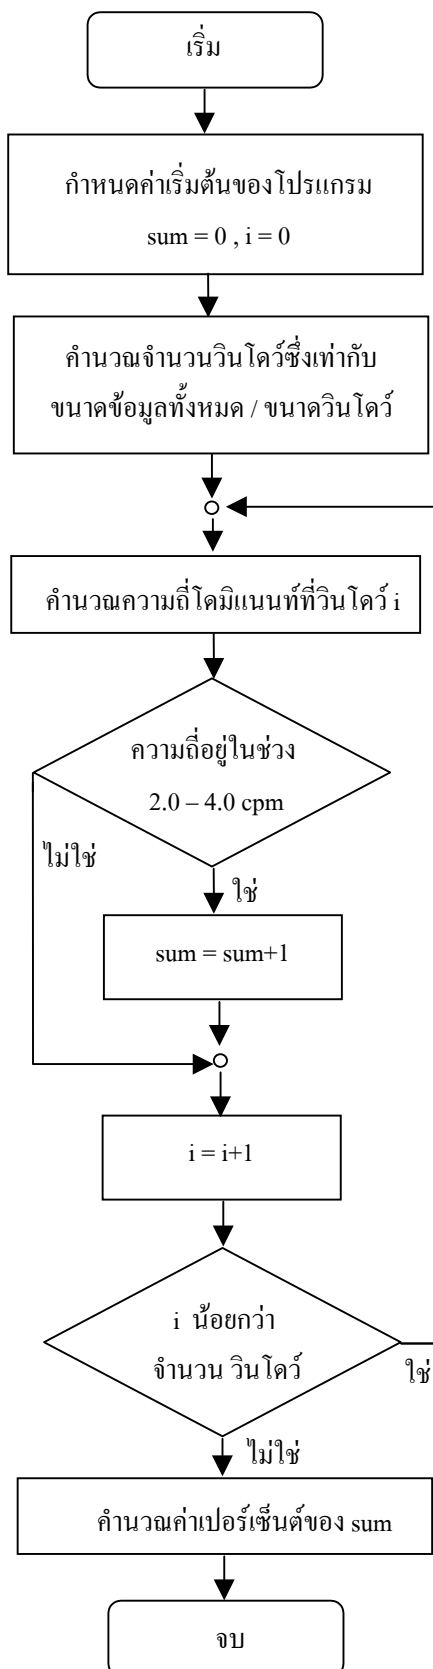 เริ่ม
กำหนดค่าเริ่มต้นของโปรแกรม
sum = 0 , i = 0
คำนวณจำนวนวินโดว์ซึ่งเท่ากับ
ขนาดข้อมูลทั้งหมด / ขนาดวินโดว์
คำนวณความถี่โดมิแนนท์ที่วินโดว์ i
ความถี่อยู่ในช่วง
2.0 – 4.0 cpm
ไม่ใช่
ใช่
sum = sum+1
i = i+1
i น้อยกว่า
จำนวน วินโดว์
ใช่
ไม่ใช่
คำนวณค่าเปอร์เซ็นต์ของ sum
จบ